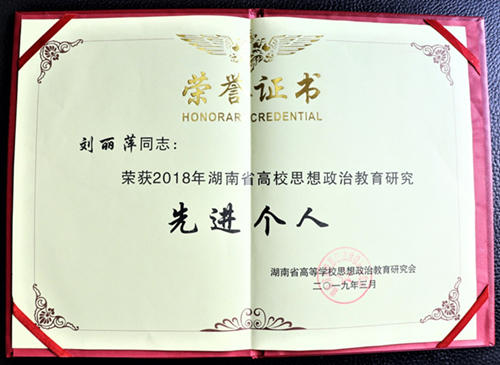 荣誉证书
HONORARY CREDENTIAL
刘丽萍同志：
荣获2018年湖南省高校思想政治教育研究
先进个人
湖南省高等学校思想政治教育研究会
二〇一九年三月